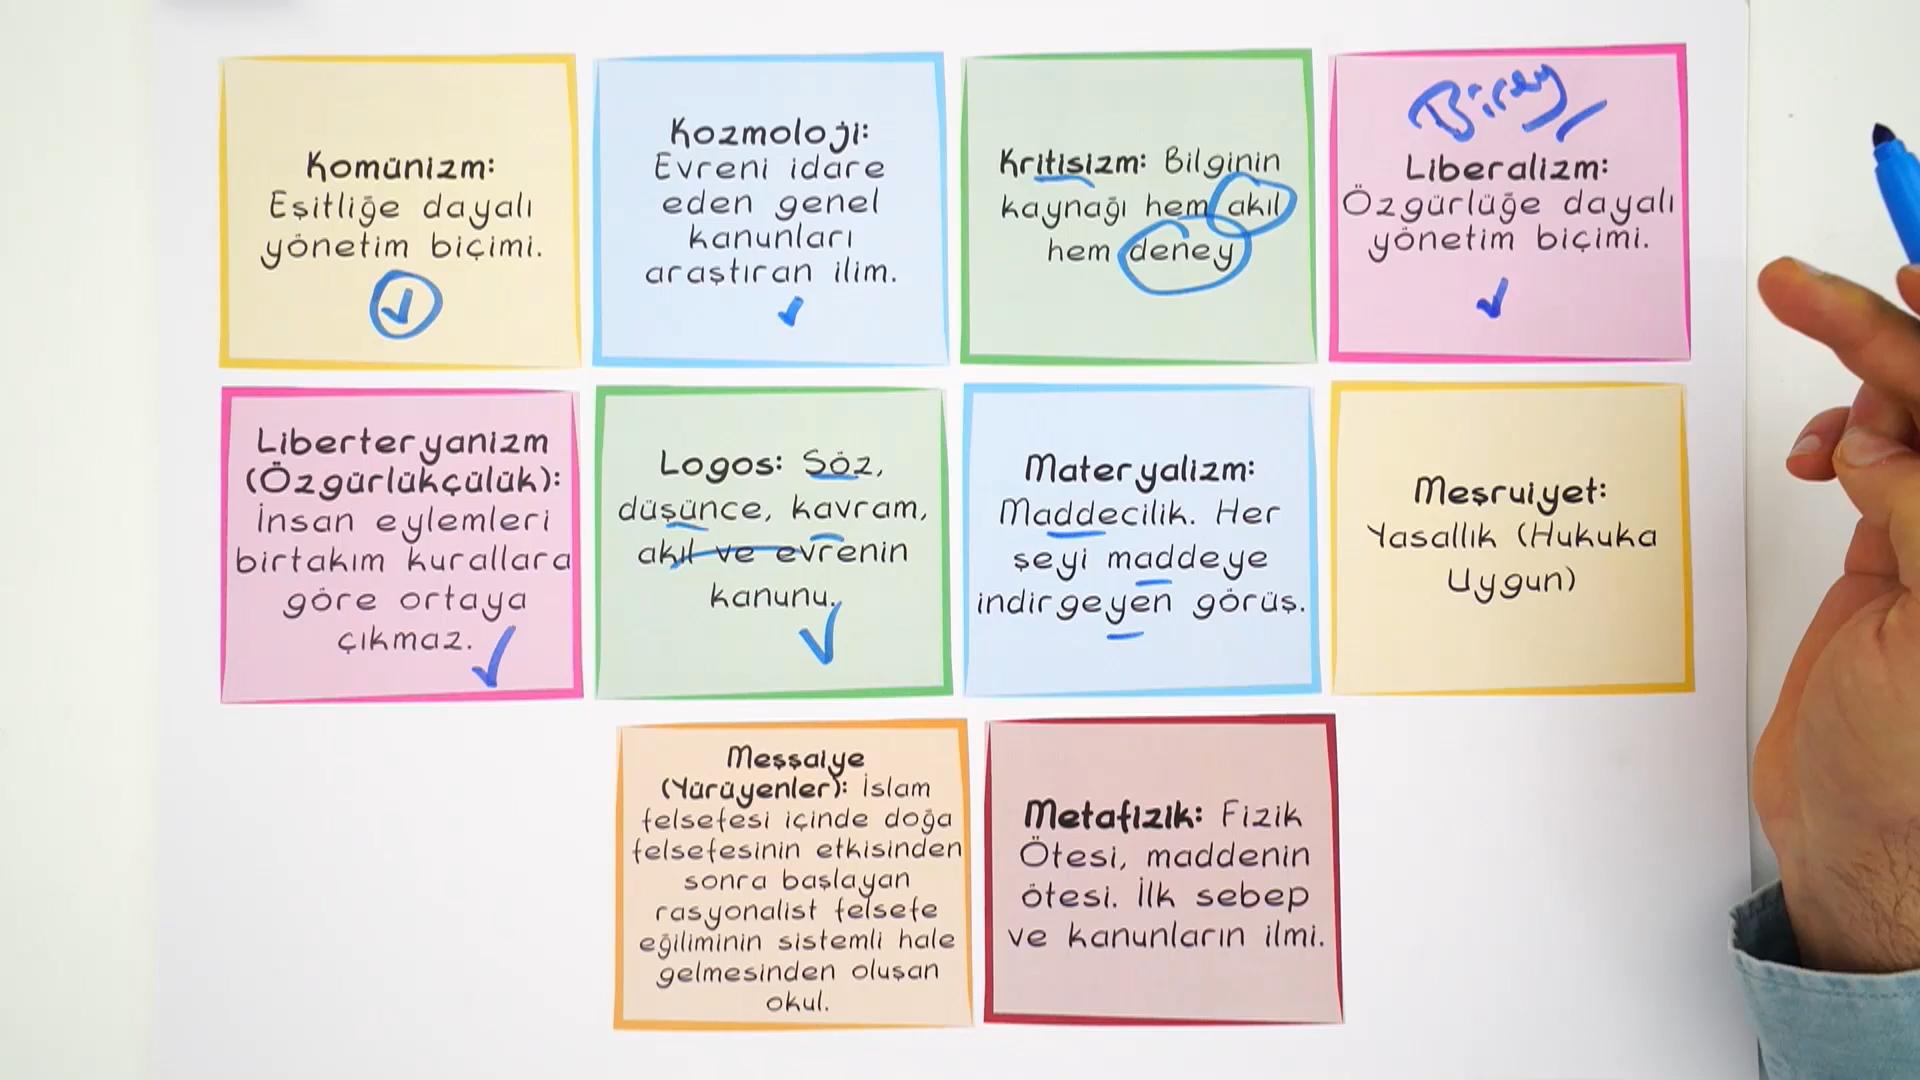 Komünizm:
Eşitliğe dayalı
yönetim biçimi.
Kozmoloji:
Evreni idare
eden genel
kanunları
araştıran ilim.
Kritisizm: Bilginin
kaynağı hem akıl
hem deney
Birey
Liberalizm:
Özgürlüğe dayalı
yönetim biçimi.
Liberteryanizm
(Özgürlükçülük):
İnsan eylemleri
birtakım kurallara
göre ortaya
çıkmaz.
Logos: Söz,
düşünce, kavram,
akıl ve evrenin
kanunu.
Materyalizm:
Maddecilik. Her
şeyi maddeye
indirgeyen görüş.
Meşruiyet:
Yasallık (Hukuka
Uygun)
Meşşaiye
(Yürüyenler): İslam
felsefesi içinde doğa
felsefesinin etkisinden
sonra başlayan
rasyonalist felsefe
eğiliminin sistemli hale
gelmesinden oluşan
okul.
Metafizik: Fizik
Ötesi, maddenin
ötesi. İlk sebep
ve kanunların ilmi.